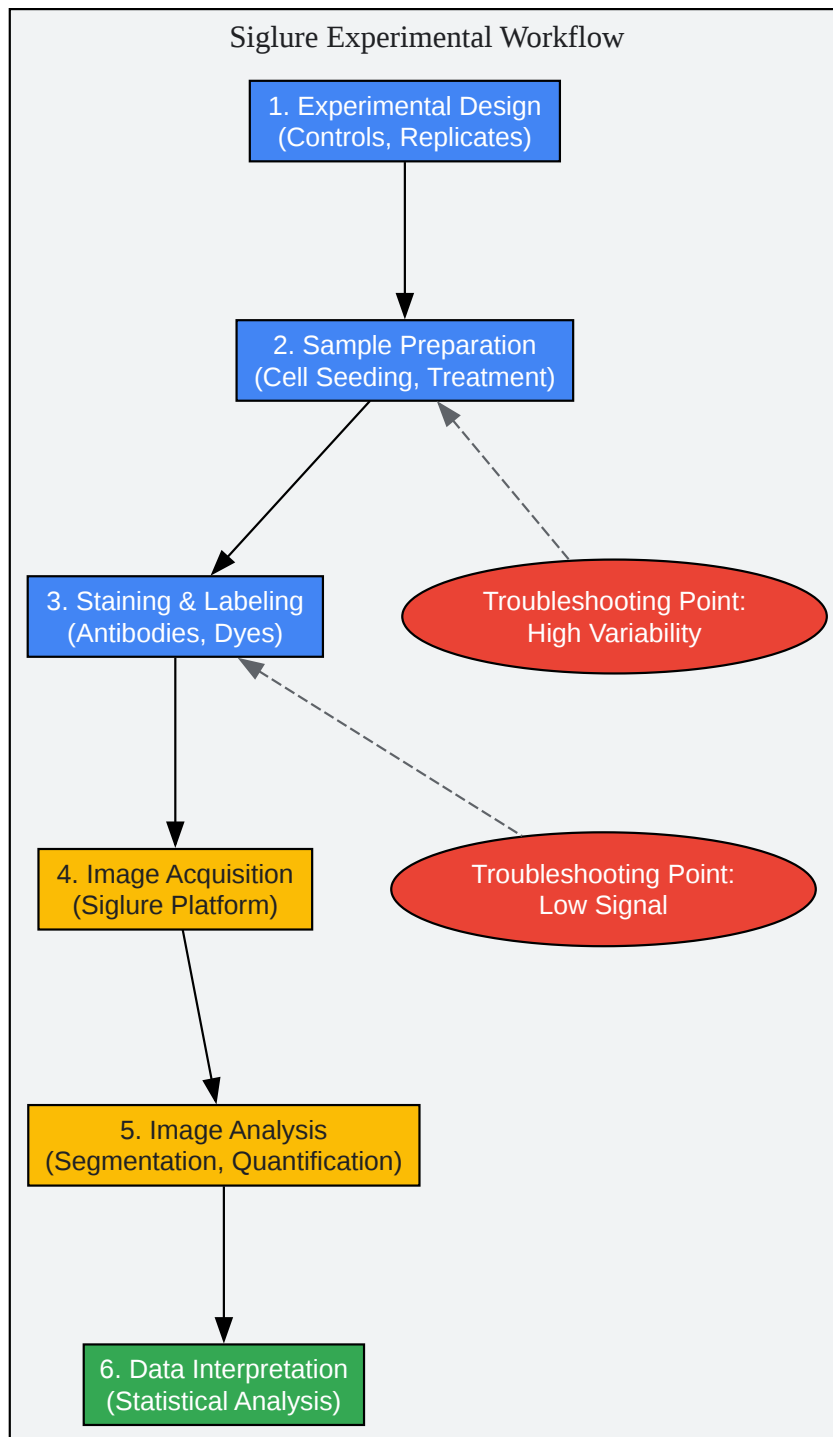 Siglure Experimental Workflow
1. Experimental Design
(Controls, Replicates)
2. Sample Preparation
(Cell Seeding, Treatment)
3. Staining & Labeling
(Antibodies, Dyes)
Troubleshooting Point:
High Variability
4. Image Acquisition
(Siglure Platform)
Troubleshooting Point:
Low Signal
5. Image Analysis
(Segmentation, Quantification)
6. Data Interpretation
(Statistical Analysis)